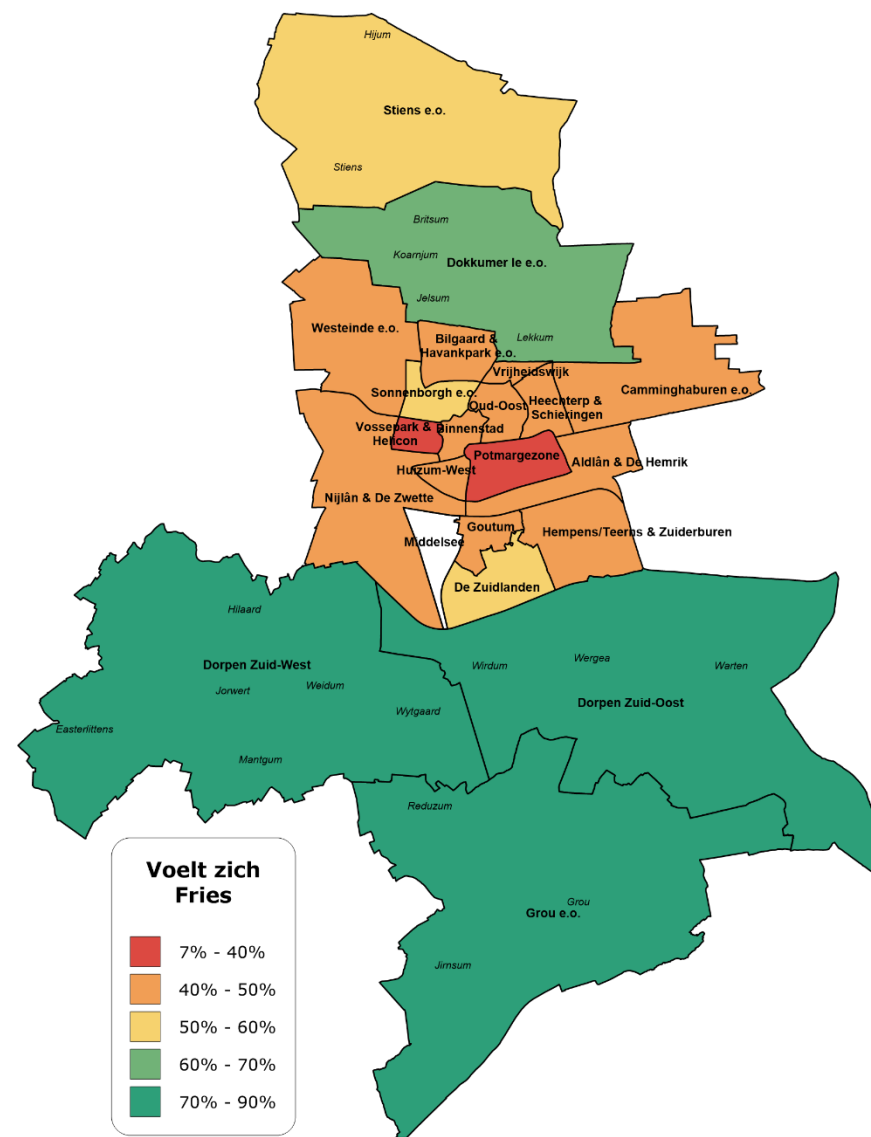 Hijum
Stiens e.o.
Stiens
Britsum
Koarnjum
Dokkumer Ie e.o.
Jelsum
Westeinde e.o.
Lekkum
Bilgaard &
Havankpark e.o.
Vrijheidswijk
Sonnenborgh e.o.
Camminghaburen e.o.
Oud-Oost
Heechterp &
Schieringen
Vossepark &
Helicon
Binnenstad
Potmargezone
Aldlân & De Hemrik
Huizum-West
Nijlân & De Zwette
Goutum
Hempens/Teerns & Zuiderburen
Middelsee
De Zuidlanden
Hilaard
Dorpen Zuid-West
Wirdum
Wergea
Warten
Jorwert
Weidum
Dorpen Zuid-Oost
Wytgaard
Easterlittens
Mantgum
Reduzum
Grou
Grou e.o.
Jirnsum
Voelt zich
Fries
7% - 40%
40% - 50%
50% - 60%
60% - 70%
70% - 90%